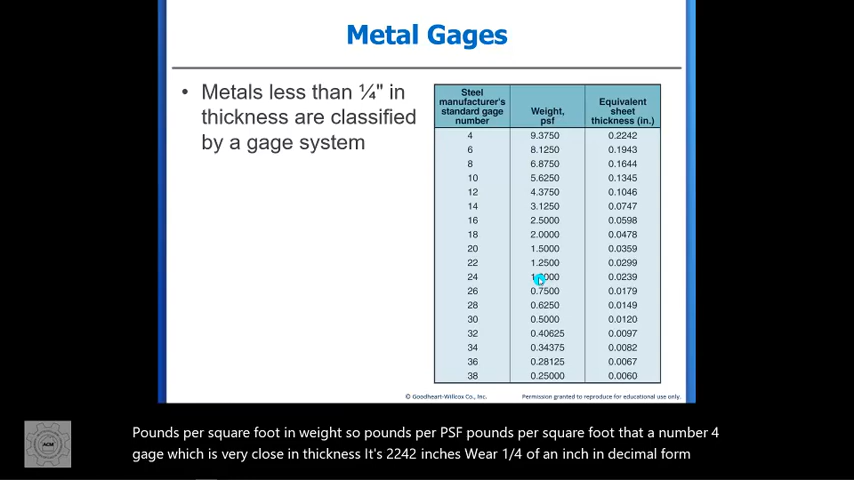 Metal Gages
• Metals less than ¼" in
thickness are classified
by a gage system
Steel manufacturer's standard gage number Weight, psf Equivalent sheet thickness (in.)
4 9.3750 0.2242
6 8.1250 0.1943
8 6.8750 0.1644
10 5.6250 0.1345
12 4.3750 0.1046
14 3.1250 0.0747
16 2.5000 0.0598
18 2.0000 0.0478
20 1.5000 0.0359
22 1.2500 0.0299
24 0.0239
26 0.7500 0.0179
28 0.6250 0.0149
30 0.5000 0.0120
32 0.40625 0.0097
34 0.34375 0.0082
36 0.28125 0.0067
38 0.25000 0.0060
© Goodheart-Willcox Co., Inc. Permission granted to reproduce for educational use only.
Pounds per square foot in weight so pounds per PSF pounds per square foot that a number 4
gage which is very close in thickness It's 2242 inches Wear 1/4 of an inch in decimal form
ACM